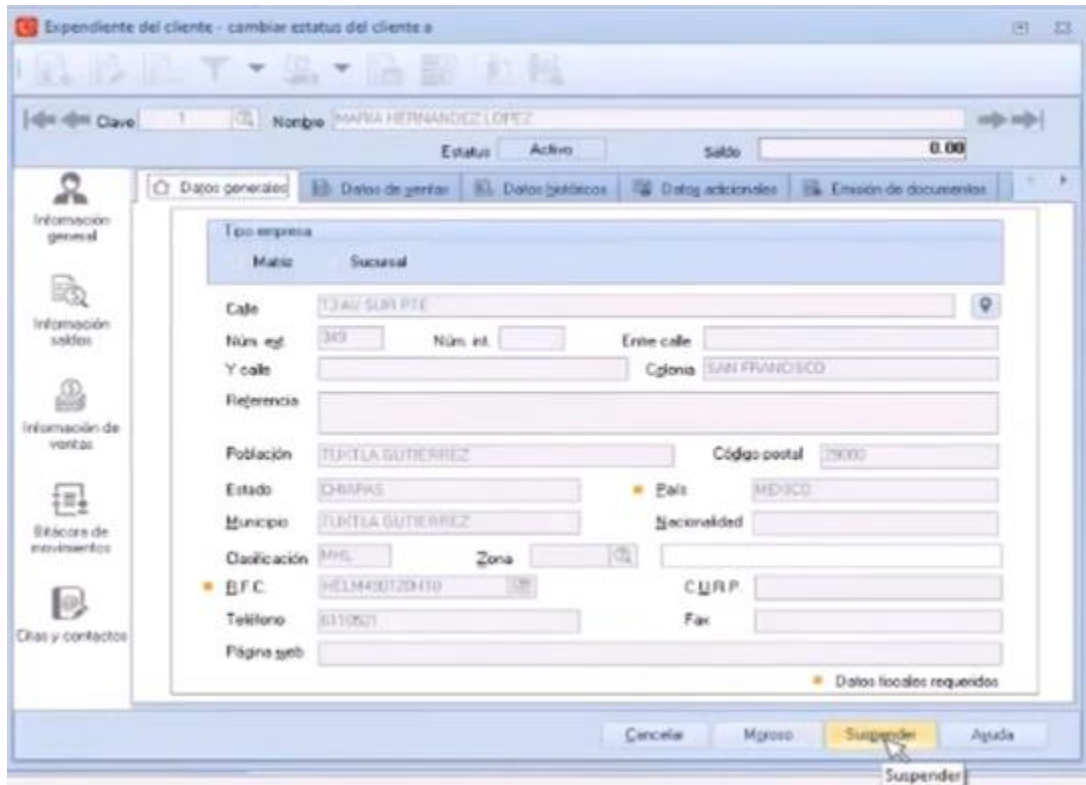 Expendiente del cliente - cambiar estatus del cliente a
Clave 1 Nombre MARIA HERNANDEZ LOPEZ
Estatus Activo Saldo 0.00
Datos generales Datos de ventas Datos históricos Datos adicionales Emisión de documentos
Información general
Información saldos
Información de ventas
Bitácora de movimientos
Citas y contactos
Tipo empresa
Matriz Sucursal
Calle 13 AV SUR PTE
Núm. ext. 349 Núm. int. Entre calle
Y calle Colonia SAN FRANCISCO
Referencia
Población TUXTLA GUTIERREZ Código postal 29000
Estado CHIAPAS País MEXICO
Municipio TUXTLA GUTIERREZ Nacionalidad
Clasificación MHL Zona
R.F.C. C.U.R.P.
Teléfono 6110521 Fax
Página web
Datos fiscales requeridos
Cancelar Moroso Suspender Ayuda
Suspender